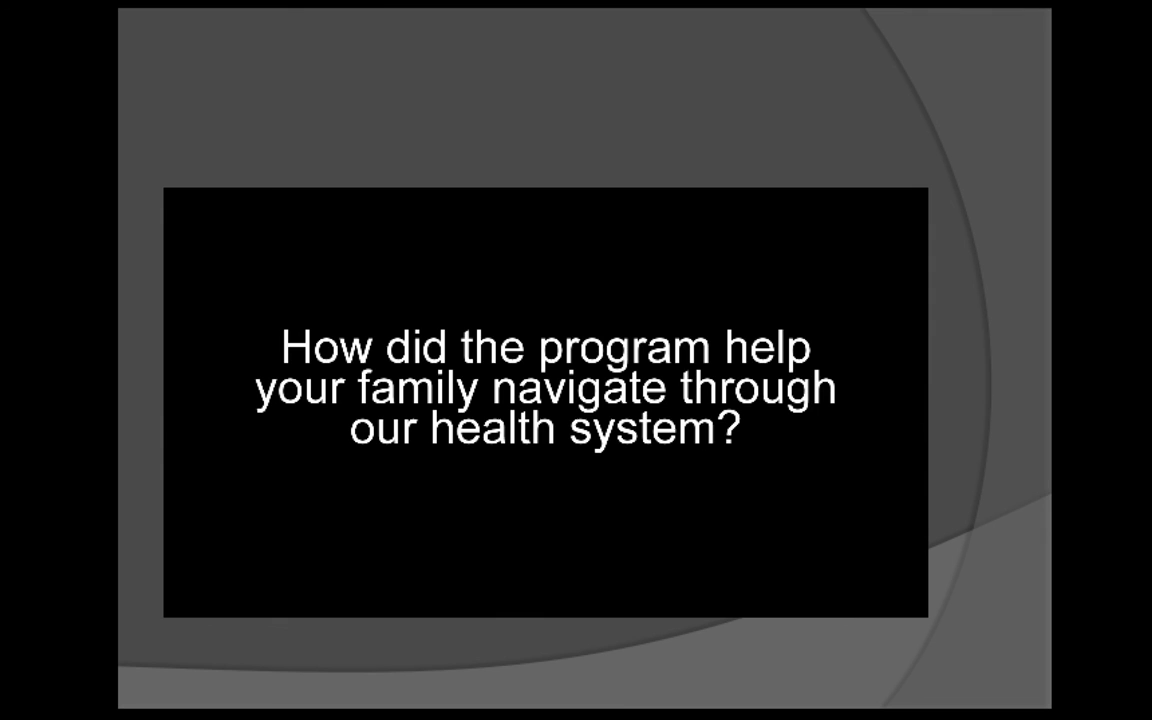 How did the program help
your family navigate through
our health system?